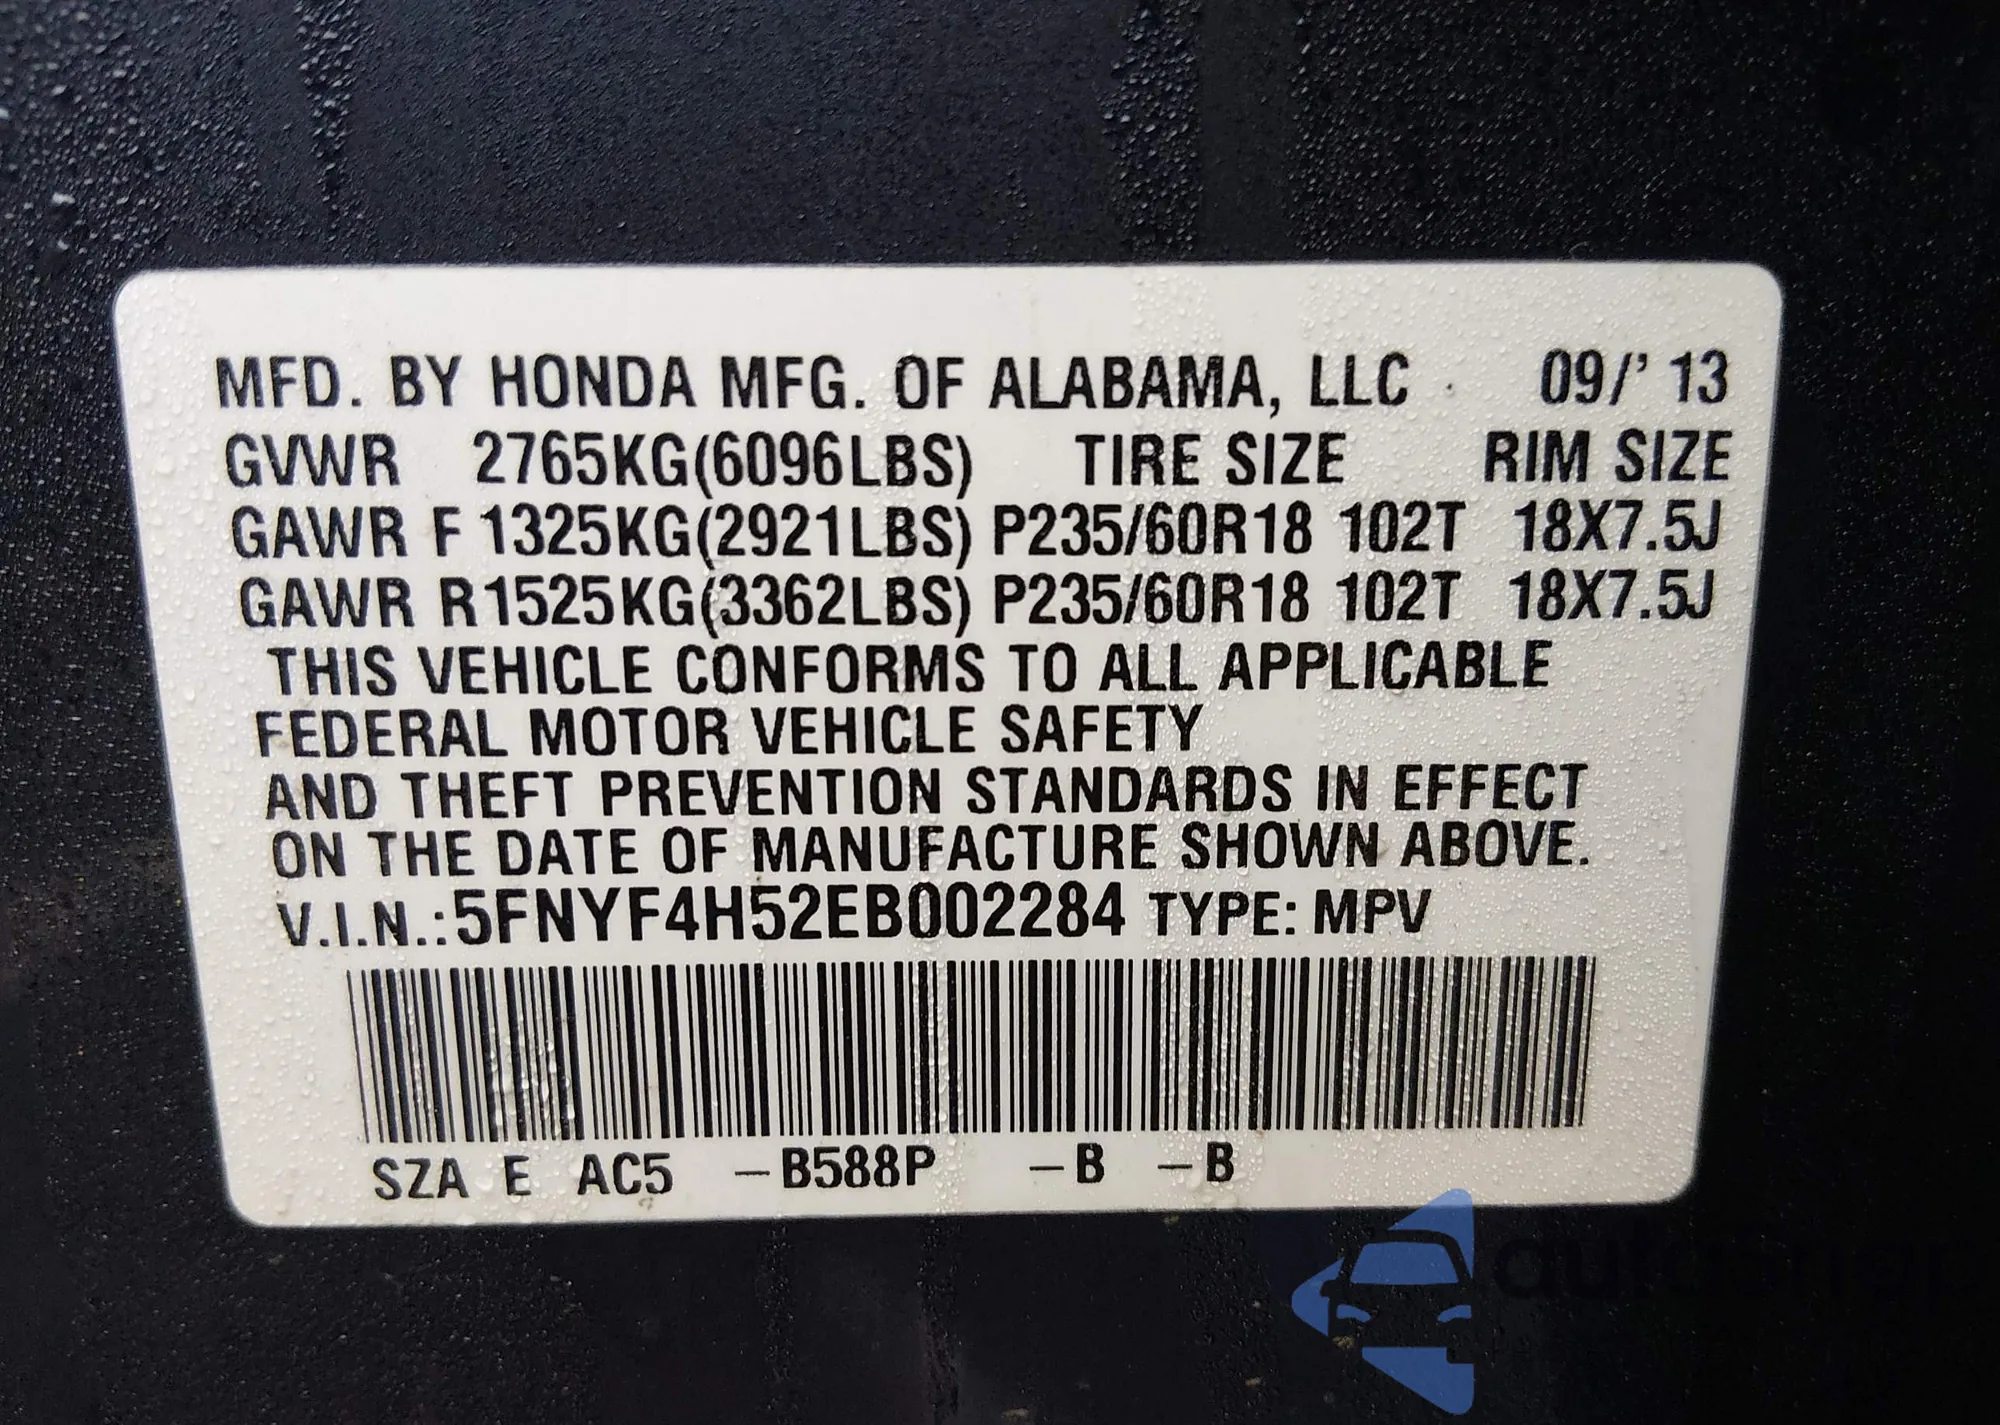 MFD. BY HONDA MFG. OF ALABAMA, LLC 09/' 13
GVWR 2765KG(6096LBS) TIRE SIZE RIM SIZE
GAWR F 1325KG(2921LBS) P235/60R18 102T 18X7.5J
GAWR R 1525KG(3362LBS) P235/60R18 102T 18X7.5J
THIS VEHICLE CONFORMS TO ALL APPLICABLE
FEDERAL MOTOR VEHICLE SAFETY
AND THEFT PREVENTION STANDARDS IN EFFECT
ON THE DATE OF MANUFACTURE SHOWN ABOVE.
V.I.N.:5FNYF4H52EB002284 TYPE: MPV
SZA E AC5 –B588P –B –B